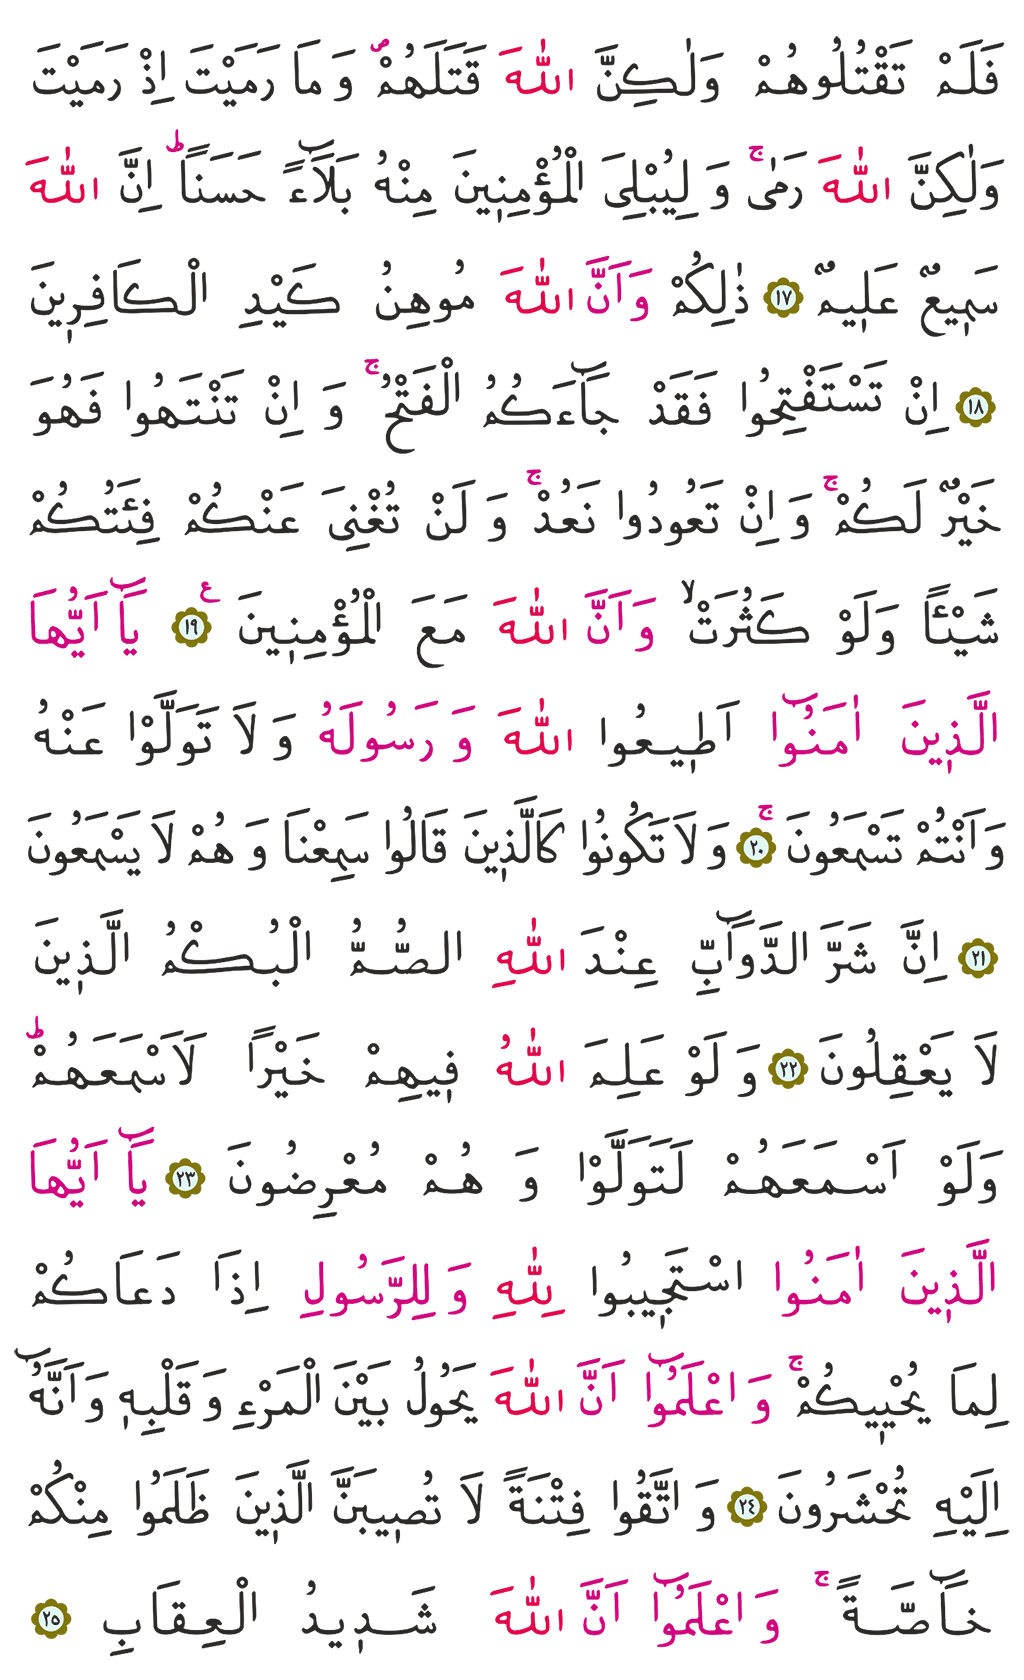 فَلَمْ تَقْتُلُوهُمْ وَلٰكِنَّ اللّٰهَ قَتَلَهُمْۖ وَ مَا رَمَيْتَ اِذْ رَمَيْتَ
وَلٰكِنَّ اللّٰهَ رَمٰىۚ وَ لِيُبْلِىَ الْمُؤْمِنٖينَ مِنْهُ بَلَٓاءً حَسَنًاؕ اِنَّ اللّٰهَ
سَمٖيعٌ عَلٖيمٌ ١٧ ذٰلِكُمْ وَاَنَّ اللّٰهَ مُوهِنُ كَيْدِ الْكَافِرٖينَ
١٨ اِنْ تَسْتَفْتِحُوا فَقَدْ جَٓاءَكُمُ الْفَتْحُۚ وَ اِنْ تَنْتَهُوا فَهُوَ
خَيْرٌ لَكُمْۚ وَ اِنْ تَعُودُوا نَعُدْۚ وَ لَنْ تُغْنِىَ عَنْكُمْ فِئَتُكُمْ
شَيْـًٔا وَلَوْ كَثُرَتْۙ وَاَنَّ اللّٰهَ مَعَ الْمُؤْمِنٖينَ ١٩ ع يَٓا اَيُّهَا
الَّذٖينَ اٰمَنُٓوا اَطٖيعُوا اللّٰهَ وَ رَسُولَهُ وَ لَا تَوَلَّوْا عَنْهُ
وَاَنْتُمْ تَسْمَعُونَۚ ٢٠ وَ لَا تَكُونُوا كَالَّذٖينَ قَالُوا سَمِعْنَا وَ هُمْ لَا يَسْمَعُونَ
٢١ اِنَّ شَرَّ الدَّوَٓابِّ عِنْدَ اللّٰهِ الصُّمُّ الْبُكْمُ الَّذٖينَ
لَا يَعْقِلُونَ ٢٢ وَ لَوْ عَلِمَ اللّٰهُ فٖيهِمْ خَيْرًا لَاَسْمَعَهُمْؕ
وَلَوْ اَسْمَعَهُمْ لَتَوَلَّوْا وَ هُمْ مُعْرِضُونَ ٢٣ يَٓا اَيُّهَا
الَّذٖينَ اٰمَنُوا اسْتَجٖيبُوا لِلّٰهِ وَ لِلرَّسُولِ اِذَا دَعَاكُمْ
لِمَا يُحْيٖيكُمْۚ وَ اعْلَمُٓوا اَنَّ اللّٰهَ يَحُولُ بَيْنَ الْمَرْءِ وَ قَلْبِهٖ وَ اَنَّهُٓ
اِلَيْهِ تُحْشَرُونَ ٢٤ وَ اتَّقُوا فِتْنَةً لَا تُصٖيبَنَّ الَّذٖينَ ظَلَمُوا مِنْكُمْ
خَٓاصَّةًۚ وَ اعْلَمُٓوا اَنَّ اللّٰهَ شَدٖيدُ الْعِقَابِ ٢٥